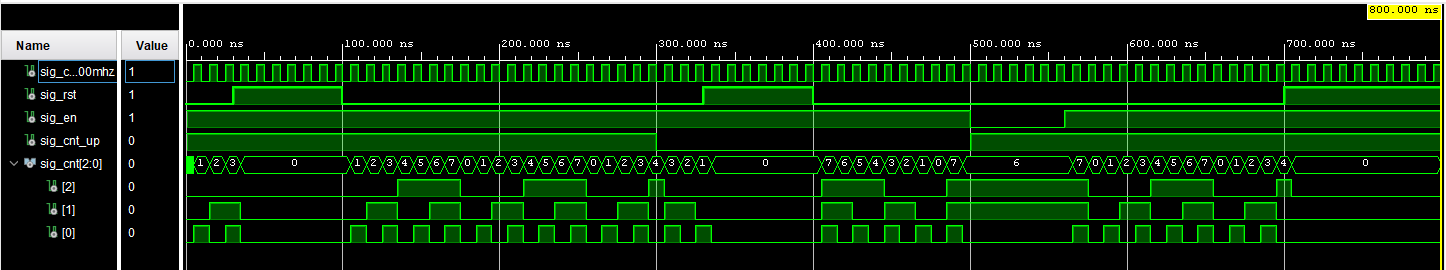 800.000 ns
Name Value
0.000 ns 100.000 ns 200.000 ns 300.000 ns 400.000 ns 500.000 ns 600.000 ns 700.000 ns
sig_c...00mhz 1
sig_rst 1
sig_en 1
sig_cnt_up 0
sig_cnt[2:0] 0 1 2 3 0 1 2 3 4 5 6 7 0 1 2 3 4 5 6 7 0 1 2 3 4 3 2 1 0 7 6 5 4 3 2 1 0 7 6 7 0 1 2 3 4 5 6 7 0 1 2 3 4 0
[2] 0
[1] 0
[0] 0